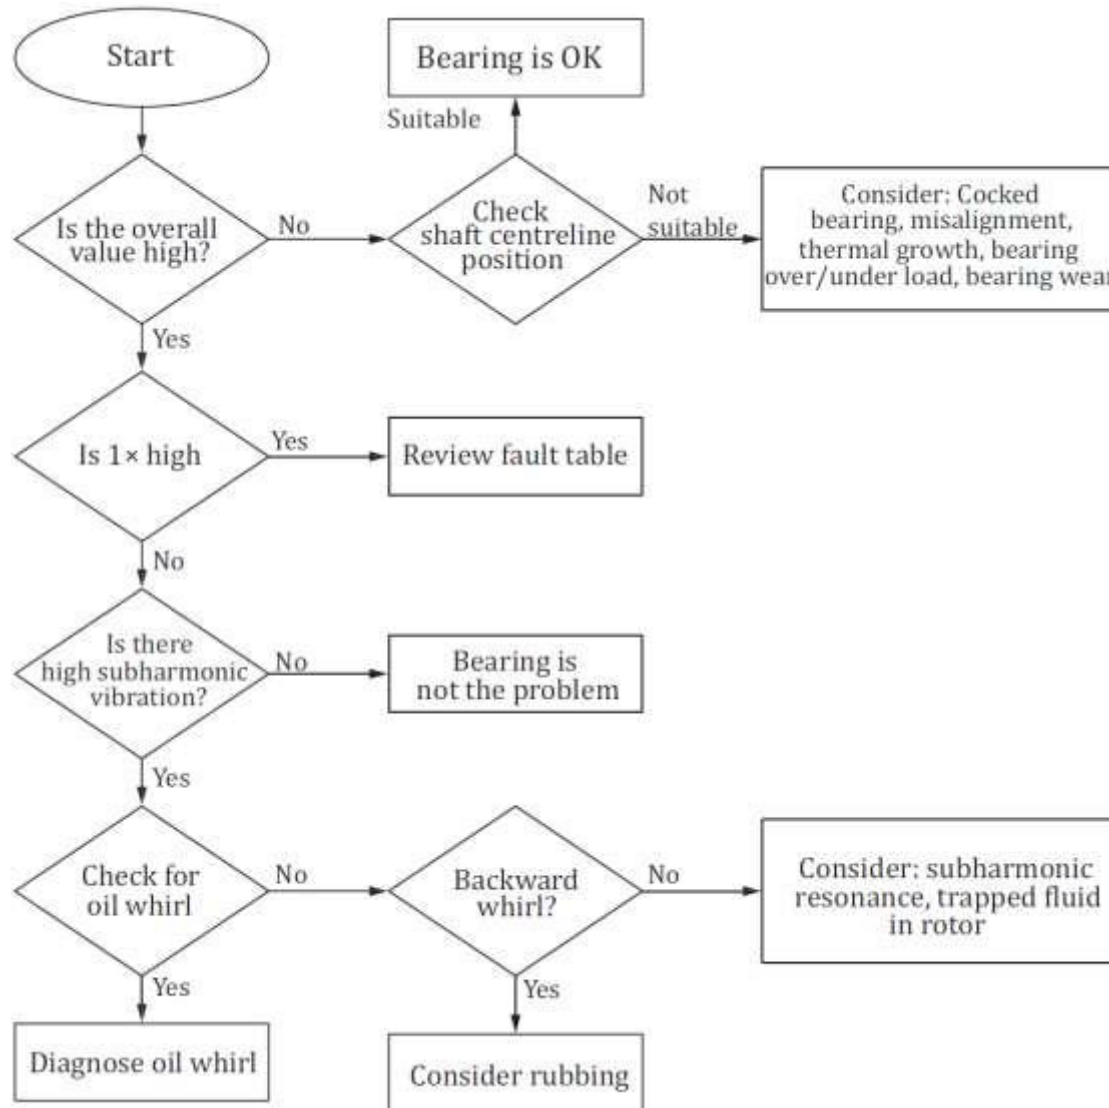 Start
Bearing is OK
Suitable
Is the overall
value high?
No
Check
shaft centreline
position
Not
suitable
Consider: Cocked
bearing, misalignment,
thermal growth, bearing
over/under load, bearing wear
Yes
Is 1× high
Yes
Review fault table
No
Is there
high subharmonic
vibration?
No
Bearing is
not the problem
Yes
Check for
oil whirl
No
Backward
whirl?
No
Consider: subharmonic
resonance, trapped fluid
in rotor
Yes
Yes
Diagnose oil whirl
Consider rubbing